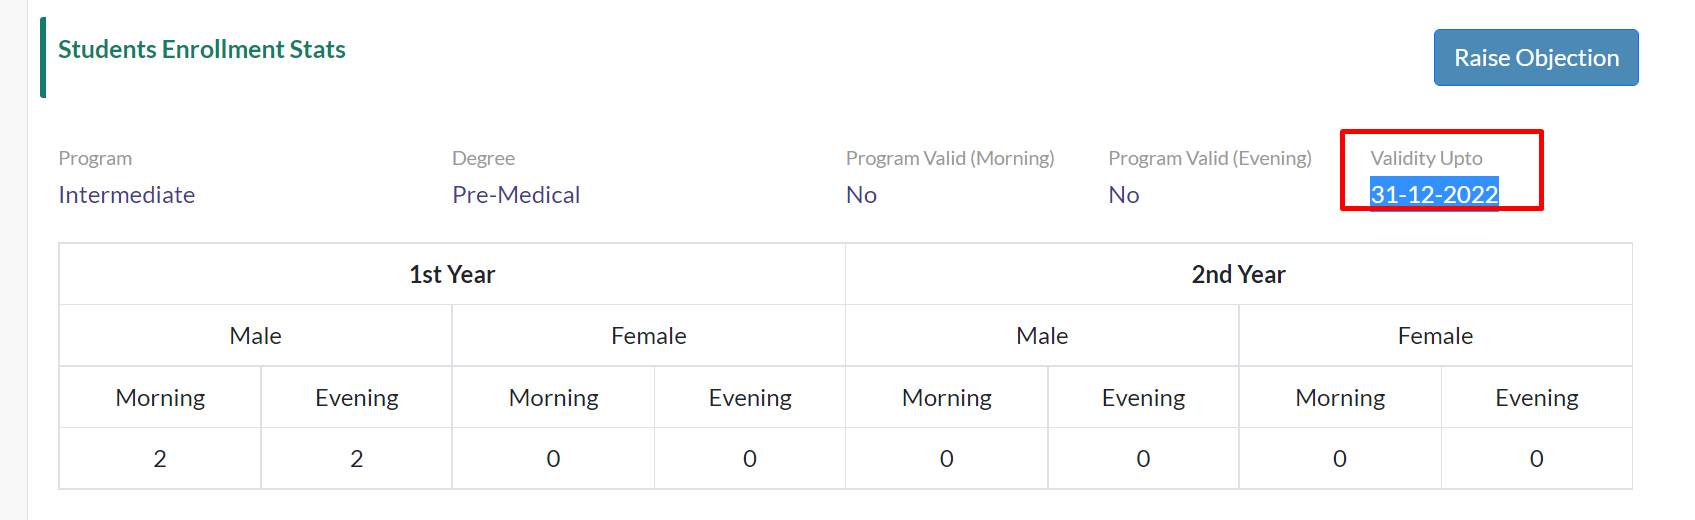 Students Enrollment Stats
Raise Objection
Program Degree Program Valid (Morning) Program Valid (Evening) Validity Upto
Intermediate Pre-Medical No No 31-12-2022
1st Year 2nd Year
Male Female Male Female
Morning Evening Morning Evening Morning Evening Morning Evening
2 2 0 0 0 0 0 0